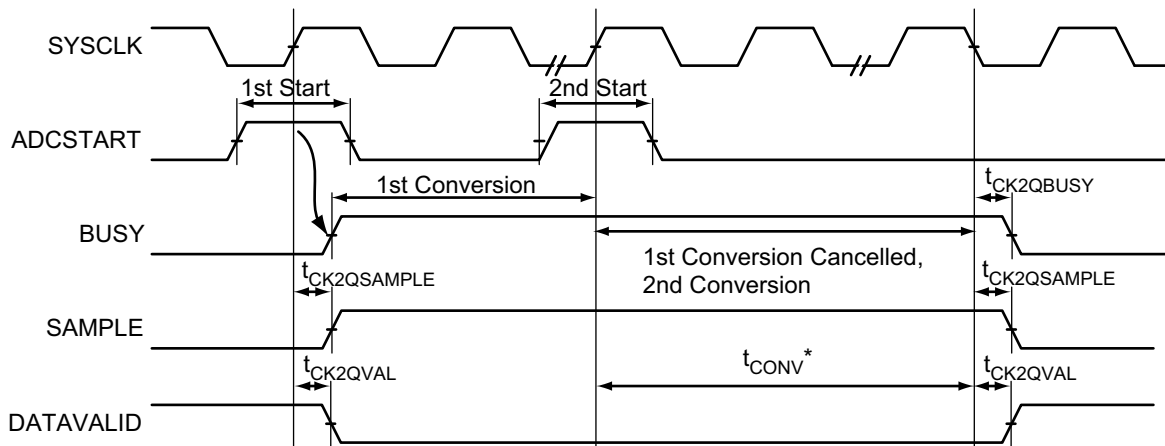 SYSCLK
1st Start
2nd Start
ADCSTART
1st Conversion
tCK2QBUSY
BUSY
1st Conversion Cancelled,
2nd Conversion
tCK2QSAMPLE
tCK2QSAMPLE
SAMPLE
tCK2QVAL
tCONV*
tCK2QVAL
DATAVALID